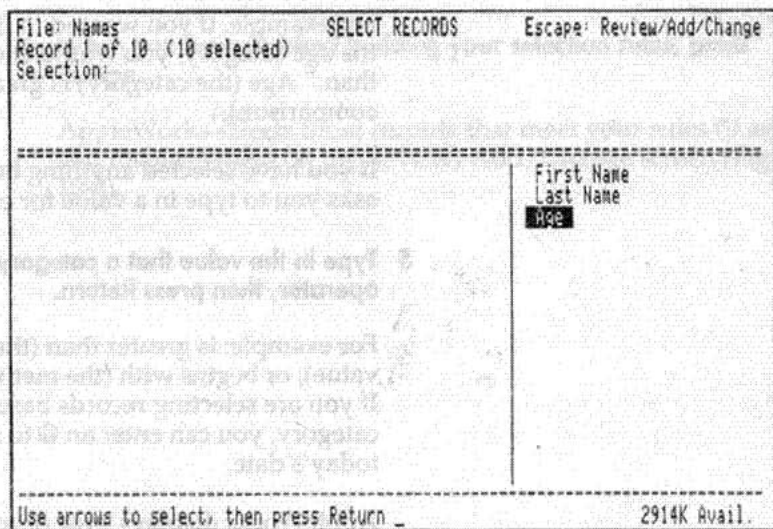 File: Names SELECT RECORDS Escape: Review/Add/Change
Record 1 of 10 (10 selected)
Selection:
First Name
Last Name
Age
Use arrows to select, then press Return _ 2914K Avail.